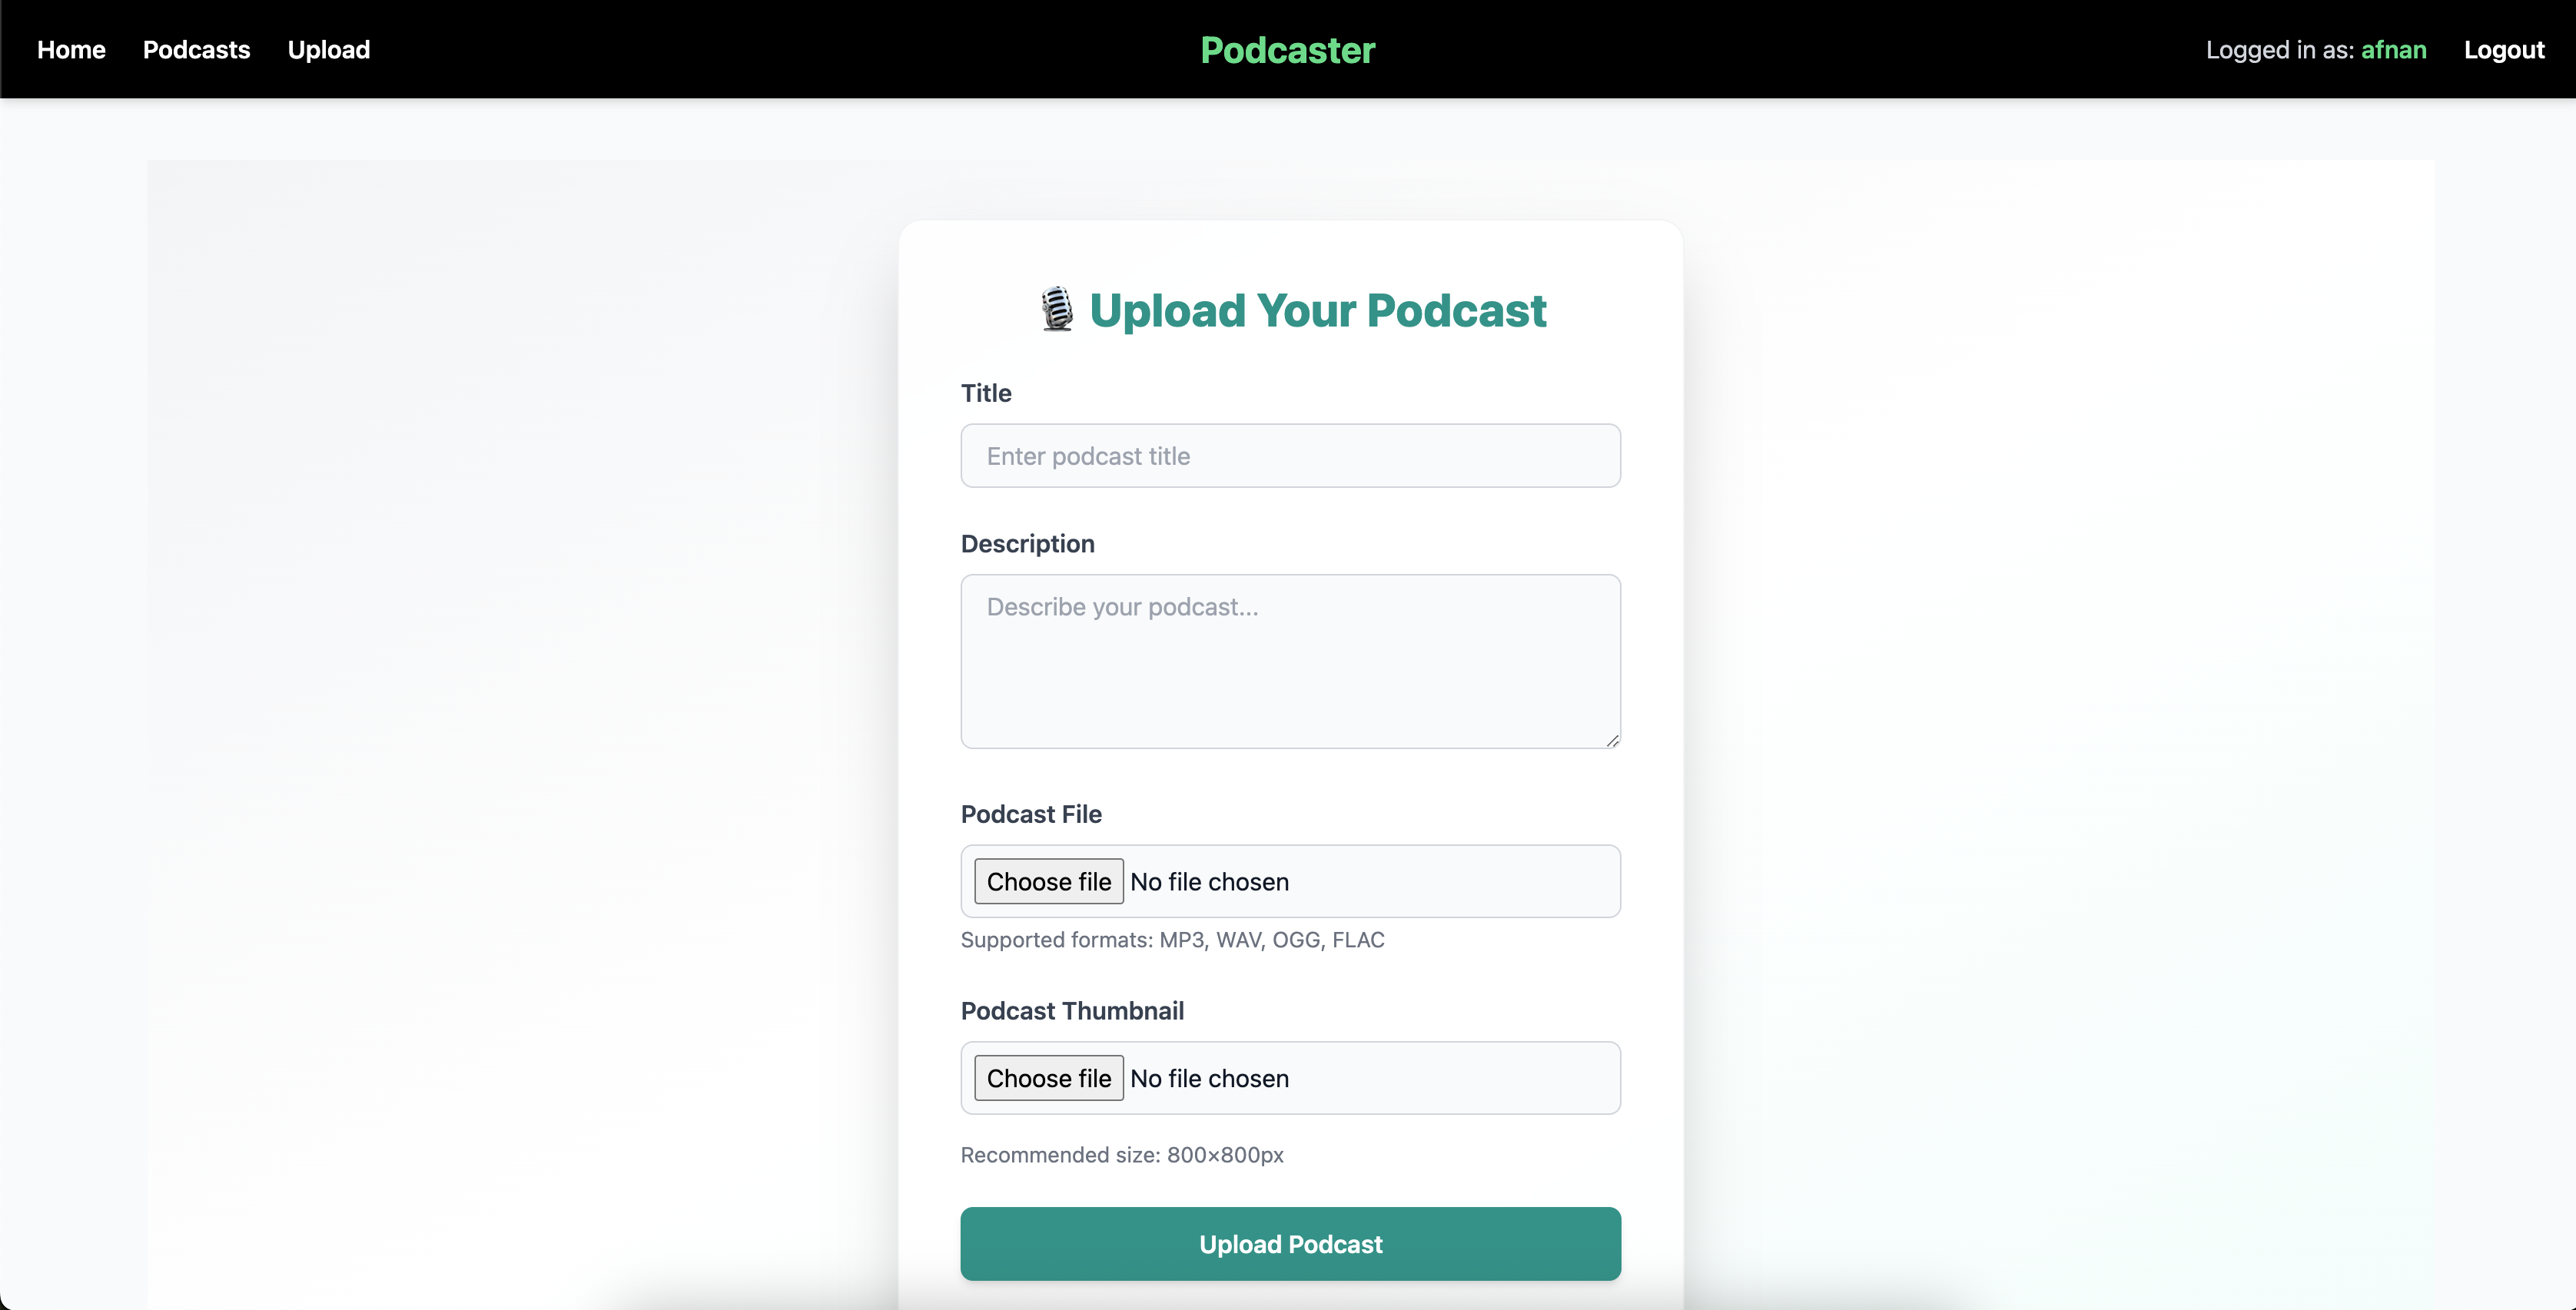 Home Podcasts Upload Podcaster Logged in as: afnan Logout
Upload Your Podcast
Title
Enter podcast title
Description
Describe your podcast...
Podcast File
Choose file No file chosen
Supported formats: MP3, WAV, OGG, FLAC
Podcast Thumbnail
Choose file No file chosen
Recommended size: 800×800px
Upload Podcast